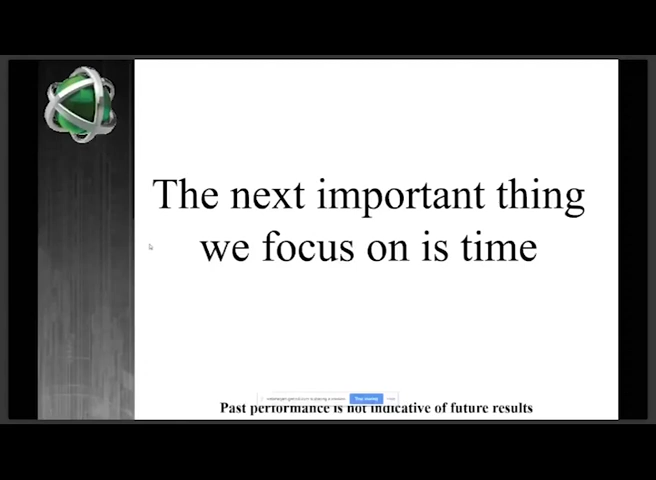 The next important thing
we focus on is time
Past performance is not indicative of future results